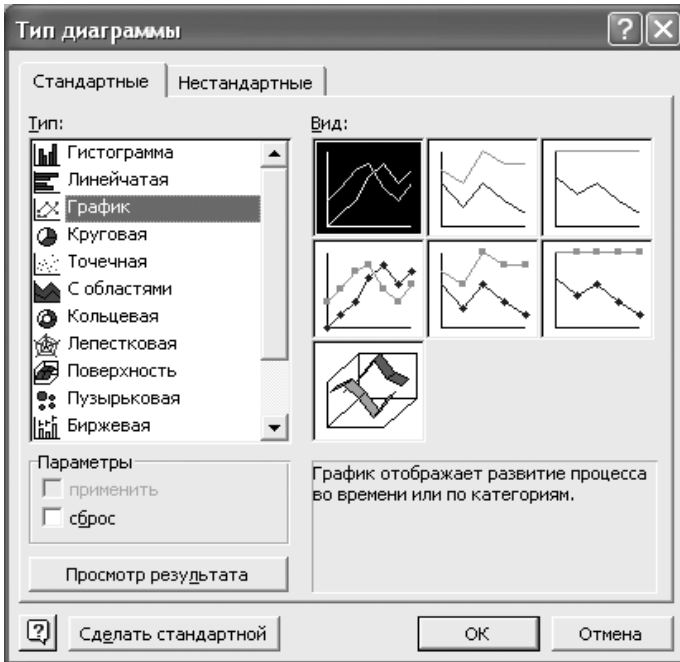 Тип диаграммы
Стандартные
Нестандартные
Тип:
Гистограмма
Линейчатая
График
Круговая
Точечная
С областями
Кольцевая
Лепестковая
Поверхность
Пузырьковая
Биржевая
Вид:
Параметры
применить
сброс
График отображает развитие процесса
во времени или по категориям.
Просмотр результата
Сделать стандартной
ОК
Отмена